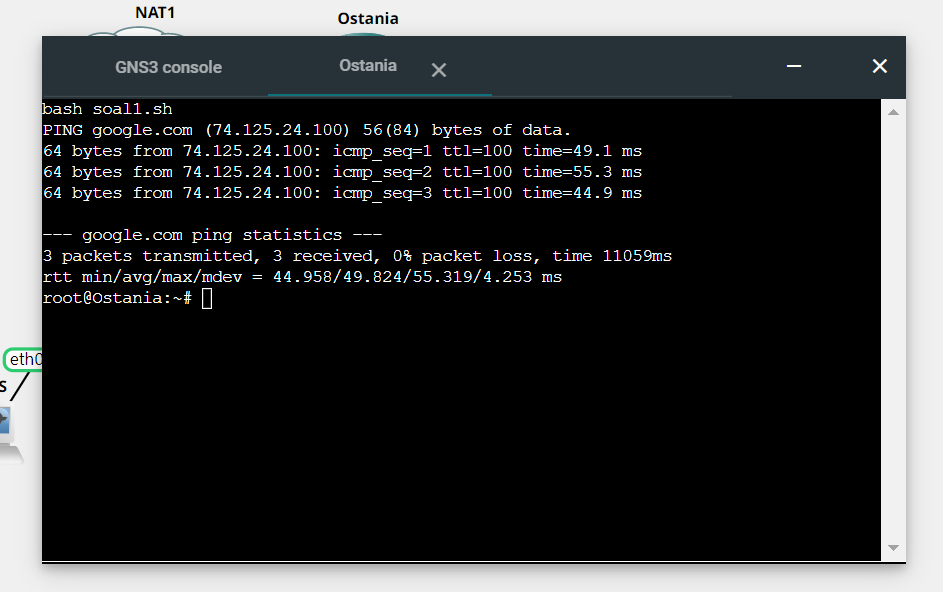 NAT1
Ostania
GNS3 console
Ostania
bash soal1.sh
PING google.com (74.125.24.100) 56(84) bytes of data.
64 bytes from 74.125.24.100: icmp_seq=1 ttl=100 time=49.1 ms
64 bytes from 74.125.24.100: icmp_seq=2 ttl=100 time=55.3 ms
64 bytes from 74.125.24.100: icmp_seq=3 ttl=100 time=44.9 ms
--- google.com ping statistics ---
3 packets transmitted, 3 received, 0% packet loss, time 11059ms
rtt min/avg/max/mdev = 44.958/49.824/55.319/4.253 ms
root@Ostania:~#
eth0
S